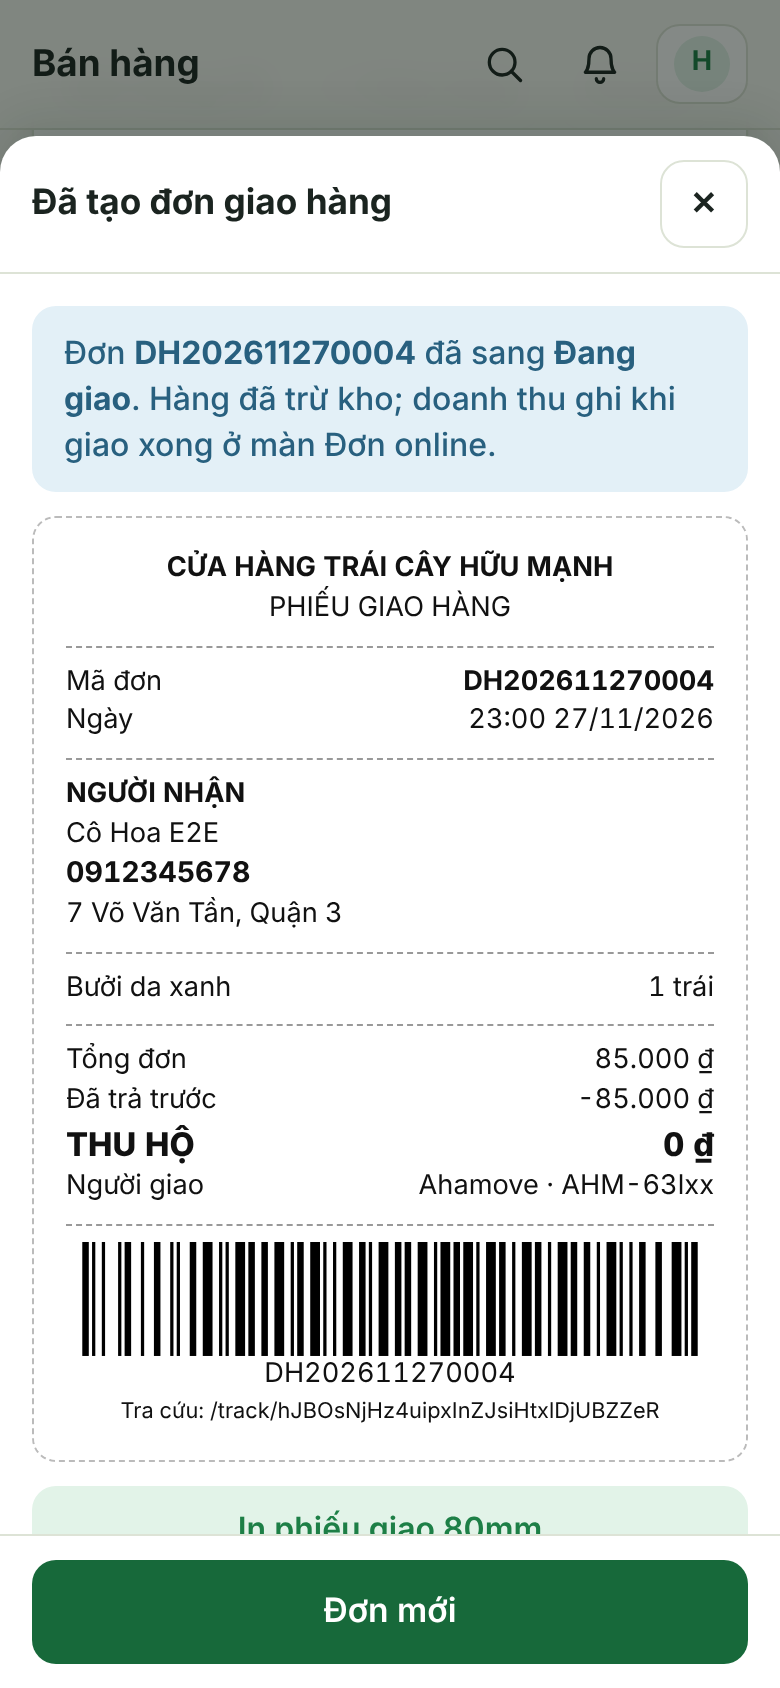 Bán hàng
H
Đã tạo đơn giao hàng
Đơn DH202611270004 đã sang Đang
giao. Hàng đã trừ kho; doanh thu ghi khi
giao xong ở màn Đơn online.
CỬA HÀNG TRÁI CÂY HỮU MẠNH
PHIẾU GIAO HÀNG
Mã đơn DH202611270004
Ngày 23:00 27/11/2026
NGƯỜI NHẬN
Cô Hoa E2E
0912345678
7 Võ Văn Tần, Quận 3
Bưởi da xanh 1 trái
Tổng đơn 85.000 ₫
Đã trả trước -85.000 ₫
THU HỘ 0 ₫
Người giao Ahamove · AHM-63lxx
DH202611270004
Tra cứu: /track/hJBOsNjHz4uipxInZJsiHtxlDjUBZZeR
In phiếu giao 80mm
Đơn mới